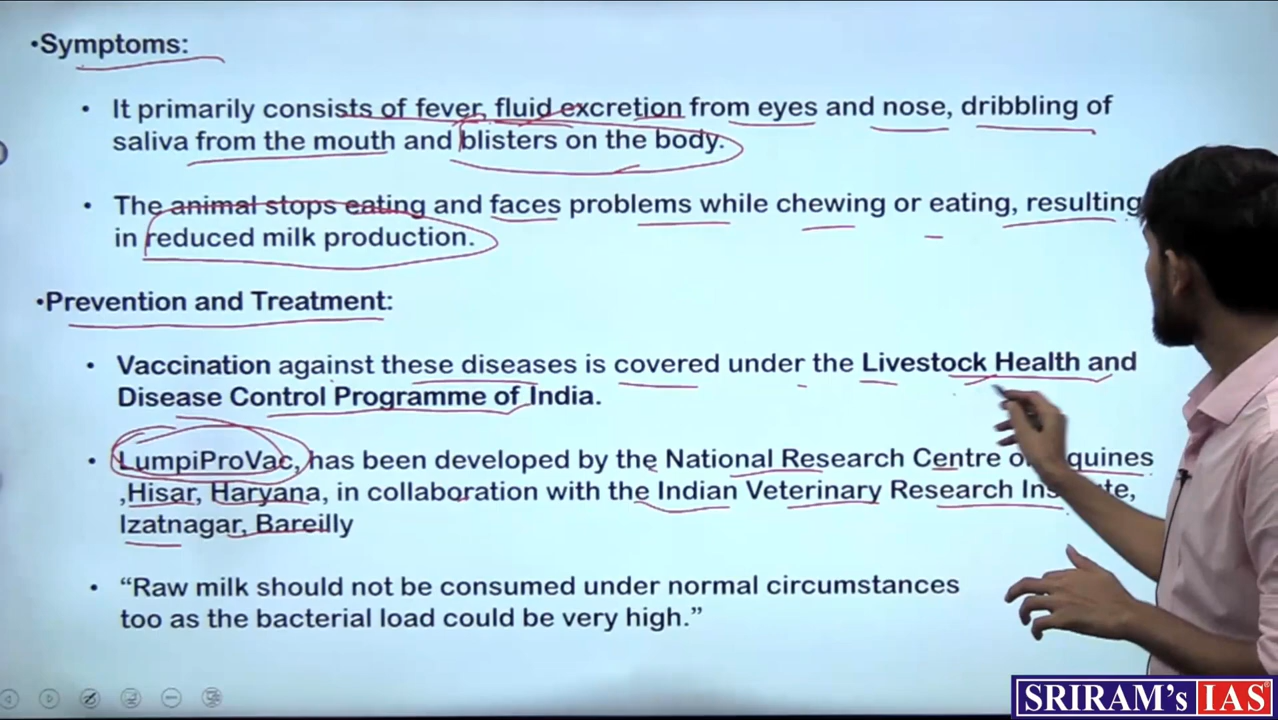 •Symptoms:
• It primarily consists of fever, fluid excretion from eyes and nose, dribbling of
saliva from the mouth and blisters on the body.
• The animal stops eating and faces problems while chewing or eating, resulting
in reduced milk production.
•Prevention and Treatment:
• Vaccination against these diseases is covered under the Livestock Health and
Disease Control Programme of India.
• LumpiProVac, has been developed by the National Research Centre quines
,Hisar, Haryana, in collaboration with the Indian Veterinary Research
Izatnagar, Bareilly
• “Raw milk should not be consumed under normal circumstances
too as the bacterial load could be very high.”
SRIRAM's IAS